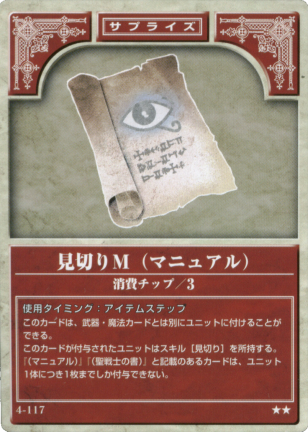 サプライズ
見切りM（マニュアル）
消費チップ／3
使用タイミング：アイテムステップ
このカードは、武器・魔法カードとは別にユニットに付けることが
できる。
このカードが付与されたユニットはスキル［見切り］を所持する。
『（マニュアル）』『（聖戦士の書）』と記載のあるカードは、ユニット
1体につき1枚までしか付与できない。
4-117 ★★